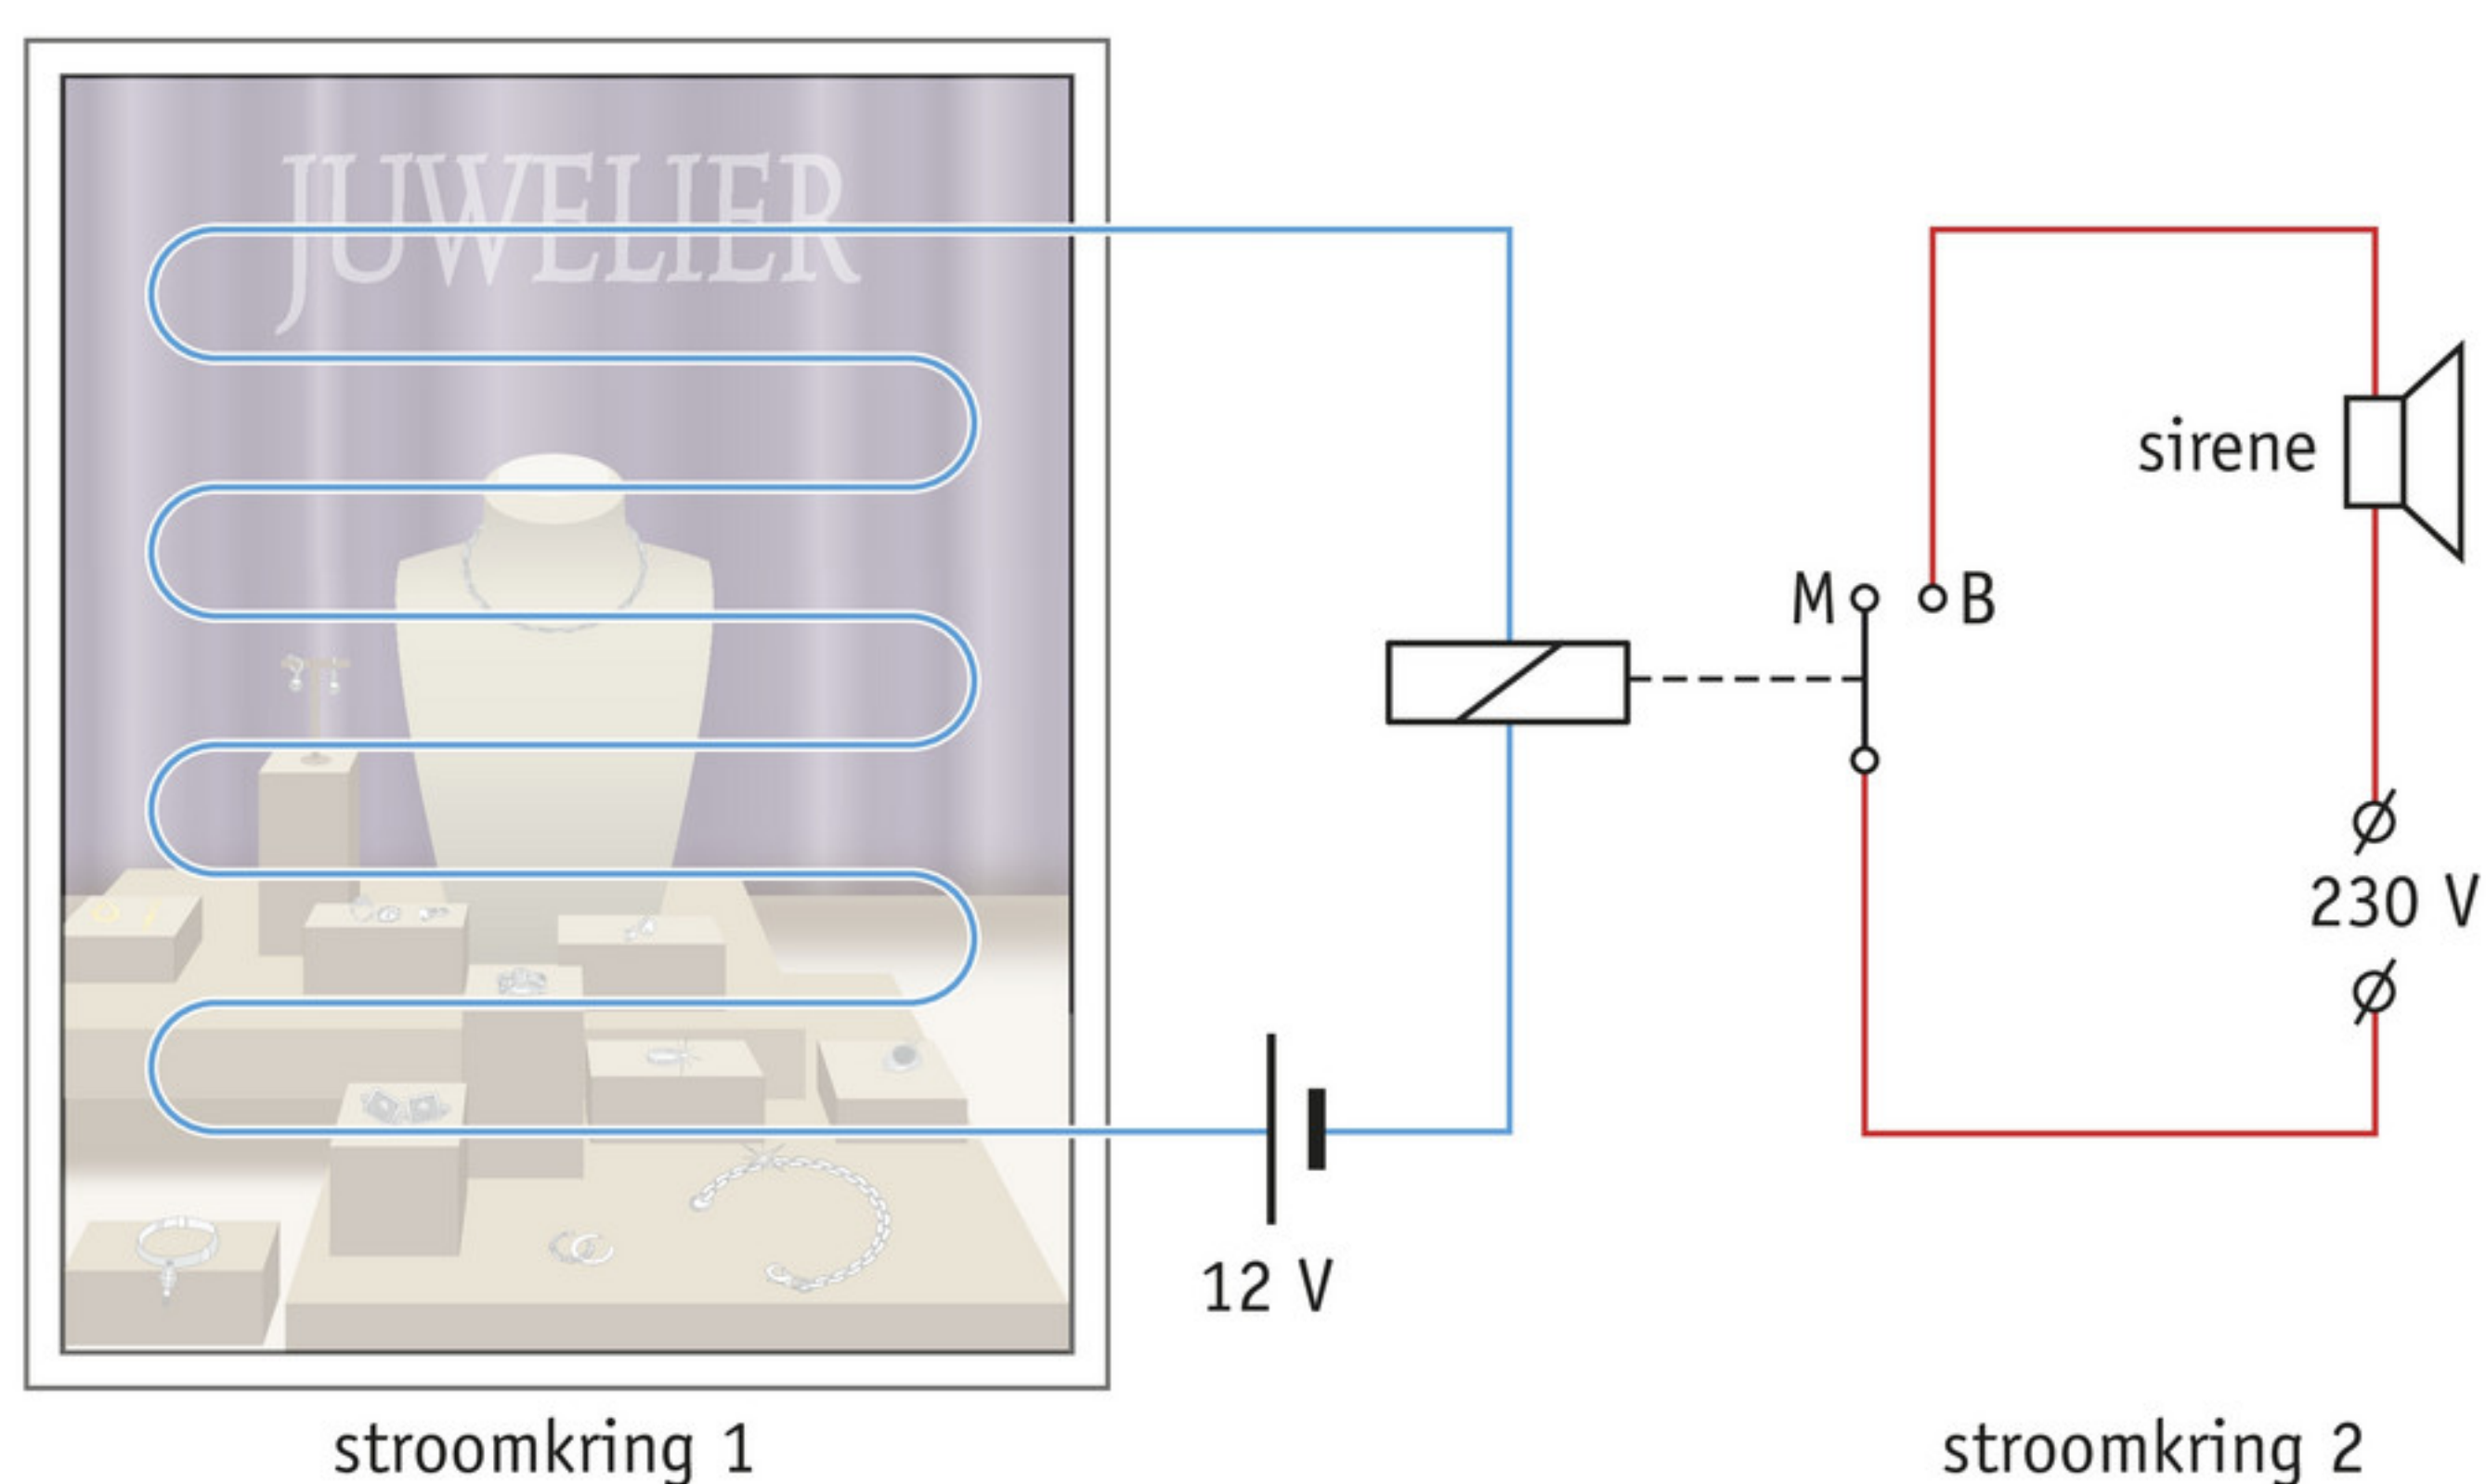 JUWELIER
sirene
M
B
230 V
12 V
stroomkring 1
stroomkring 2